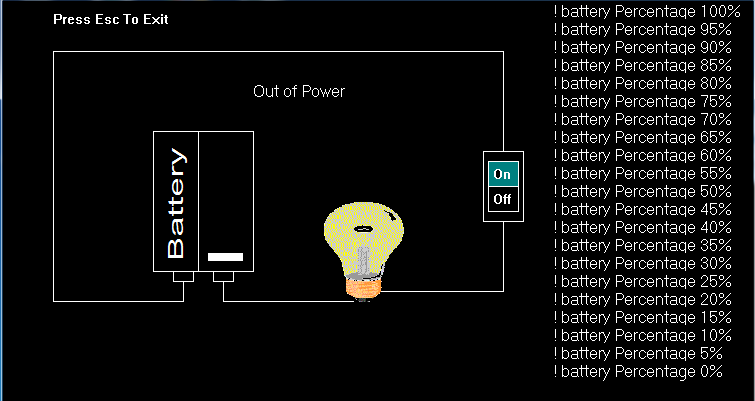 Press Esc To Exit
Out of Power
Battery
On
Off
! battery Percentage 100%
! battery Percentage 95%
! battery Percentage 90%
! battery Percentage 85%
! battery Percentage 80%
! battery Percentage 75%
! battery Percentage 70%
! battery Percentage 65%
! battery Percentage 60%
! battery Percentage 55%
! battery Percentage 50%
! battery Percentage 45%
! battery Percentage 40%
! battery Percentage 35%
! battery Percentage 30%
! battery Percentage 25%
! battery Percentage 20%
! battery Percentage 15%
! battery Percentage 10%
! battery Percentage 5%
! battery Percentage 0%